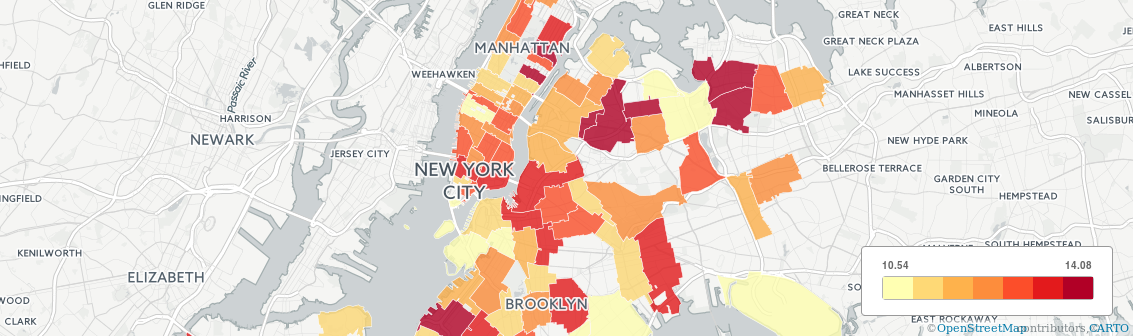 GLEN RIDGE
GREAT NECK
EAST HILLS
GREAT NECK PLAZA
MANHATTAN
ALBERTSON
WEEHAWKEN
LAKE SUCCESS
Passaic River
MANHASSET HILLS
NEW CASSEL
HARRISON
MINEOLA
SALISBUR
NEWARK
NEW HYDE PARK
JERSEY CITY
BELLEROSE TERRACE
NEW YORK
CITY
GARDEN CITY
SOUTH
HEMPSTEAD
NGFIELD
SOUTH HEMPSTEAD
KENILWORTH
ELIZABETH
10.54
14.08
WOOD
BROOKLYN
CLARK
EAST ROCKAWAY
© OpenStreetMap contributors, CARTO